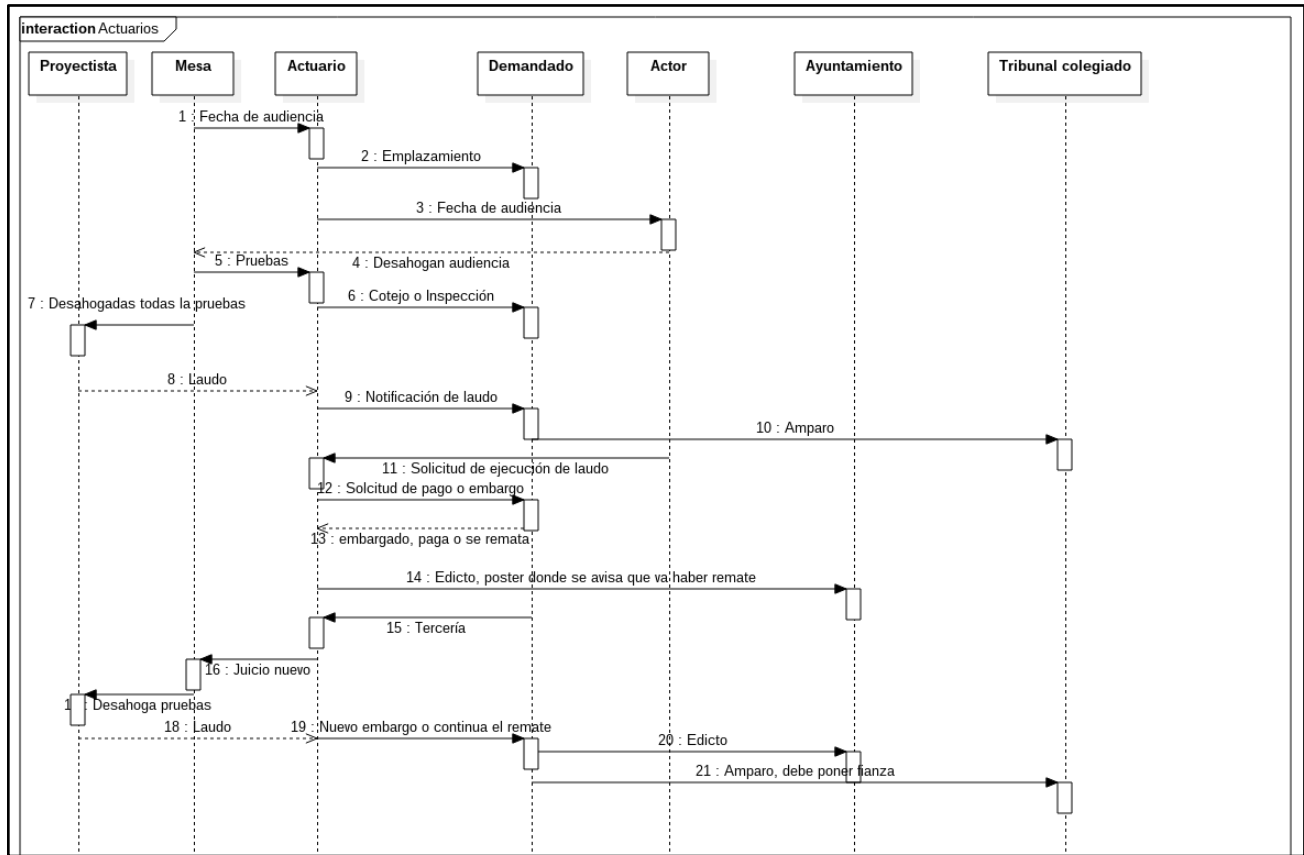 interaction Actuarios
Proyectista
Mesa
Actuario
Demandado
Actor
Ayuntamiento
Tribunal colegiado
1 : Fecha de audiencia
2 : Emplazamiento
3 : Fecha de audiencia
4 : Desahogan audiencia
5 : Pruebas
6 : Cotejo o Inspección
7 : Desahogadas todas la pruebas
8 : Laudo
9 : Notificación de laudo
10 : Amparo
11 : Solicitud de ejecución de laudo
12 : Solcitud de pago o embargo
13 : embargado, paga o se remata
14 : Edicto, poster donde se avisa que va haber remate
15 : Tercería
16 : Juicio nuevo
1 : Desahoga pruebas
18 : Laudo
19 : Nuevo embargo o continua el remate
20 : Edicto
21 : Amparo, debe poner fianza